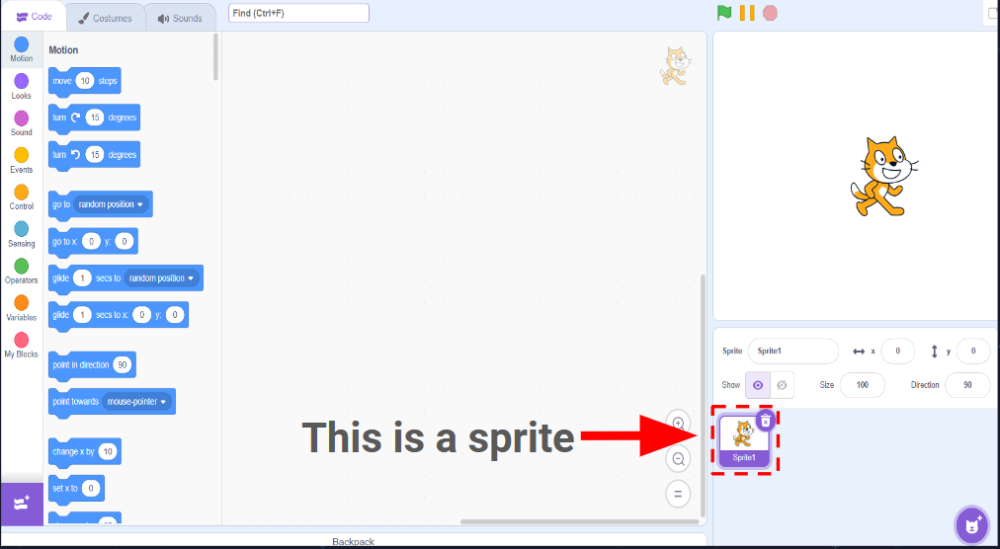 Code
Costumes
Sounds
Find (Ctrl+F)
Motion
Looks
Sound
Events
Control
Sensing
Operators
Variables
My Blocks
Motion
move 10 steps
turn 15 degrees
turn 15 degrees
go to random position
go to x: 0 y: 0
glide 1 secs to random position
glide 1 secs to x: 0 y: 0
point in direction 90
point towards mouse-pointer
change x by 10
set x to 0
This is a sprite
Backpack
Sprite Sprite1 x 0 y 0
Show Size 100 Direction 90
Sprite1